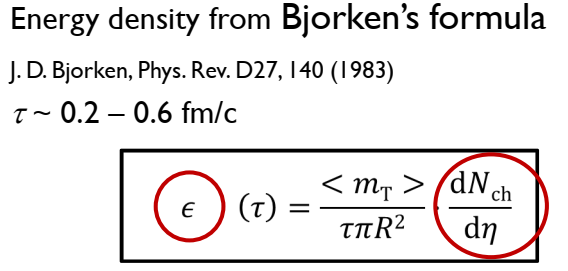 Energy density from Bjorken's formula
J. D. Bjorken, Phys. Rev. D27, 140 (1983)
τ ~ 0.2 – 0.6 fm/c
ϵ (τ) = < m_T > / τπR² · dN_ch / dη